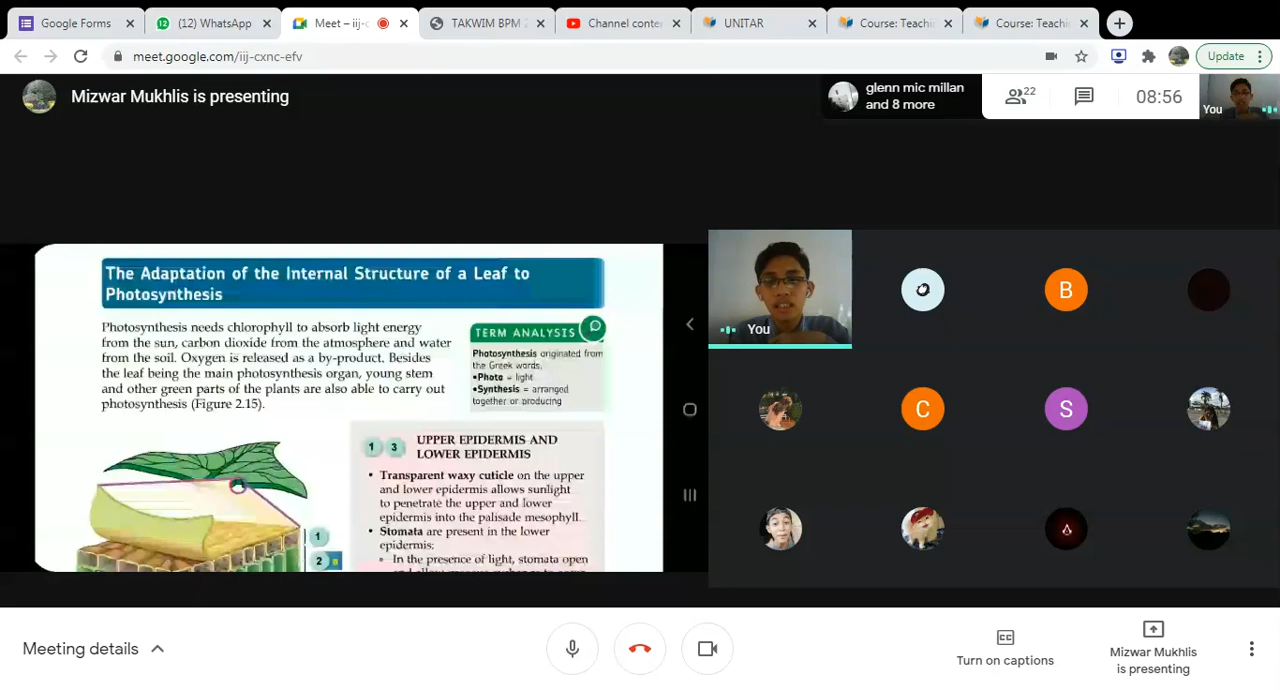 Google Forms
(12) WhatsApp
Meet – iij-c
TAKWIM BPM 2
Channel conte
UNITAR
Course: Teachi
Course: Teachi
meet.google.com/iij-cxnc-efv
Update
Mizwar Mukhlis is presenting
glenn mic millan
and 8 more
22
08:56
You
The Adaptation of the Internal Structure of a Leaf to
Photosynthesis
Photosynthesis needs chlorophyll to absorb light energy
from the sun, carbon dioxide from the atmosphere and water
from the soil. Oxygen is released as a by-product. Besides
the leaf being the main photosynthesis organ, young stem
and other green parts of the plants are also able to carry out
photosynthesis (Figure 2.15).
TERM ANALYSIS
Photosynthesis originated from
the Greek words.
•Photo = light
•Synthesis = arranged
together or producing
1 3 UPPER EPIDERMIS AND
LOWER EPIDERMIS
• Transparent waxy cuticle on the upper
and lower epidermis allows sunlight
to penetrate the upper and lower
epidermis into the palisade mesophyll.
• Stomata are present in the lower
epidermis:
In the presence of light, stomata open
1
2
You
B
C
S
Meeting details
CC
Turn on captions
Mizwar Mukhlis
is presenting